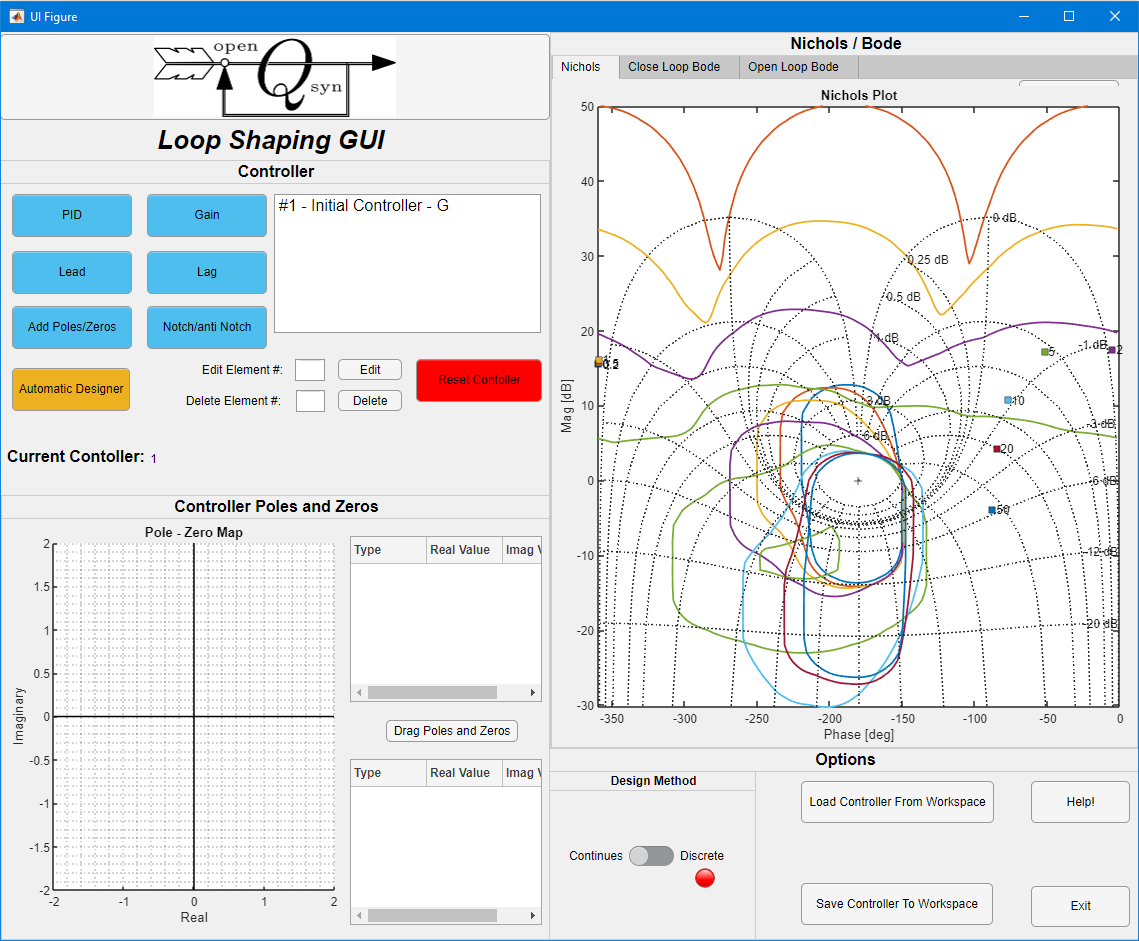 UI Figure
open
Q
syn
Loop Shaping GUI
Controller
PID
Gain
#1 - Initial Controller - G
Lead
Lag
Add Poles/Zeros
Notch/anti Notch
Automatic Designer
Edit Element #:
Edit
Delete Element #:
Delete
Reset Contoller
Current Contoller: 1
Controller Poles and Zeros
Pole - Zero Map
2
1.5
1
0.5
0
-0.5
-1
-1.5
-2
Imaginary
-2 -1 0 1 2
Real
Type Real Value Imag V
Drag Poles and Zeros
Type Real Value Imag V
Nichols / Bode
Nichols Close Loop Bode Open Loop Bode
Nichols Plot
50
40
30
20
10
0
-10
-20
-30
Mag [dB]
0 dB
0.25 dB
0.5 dB
1 dB
-1 dB
2
5
3 dB
10
-3 dB
6 dB
20
-6 dB
50
-12 dB
-20 dB
-350 -300 -250 -200 -150 -100 -50 0
Phase [deg]
Options
Design Method
Continues Discrete
Load Controller From Workspace
Help!
Save Controller To Workspace
Exit